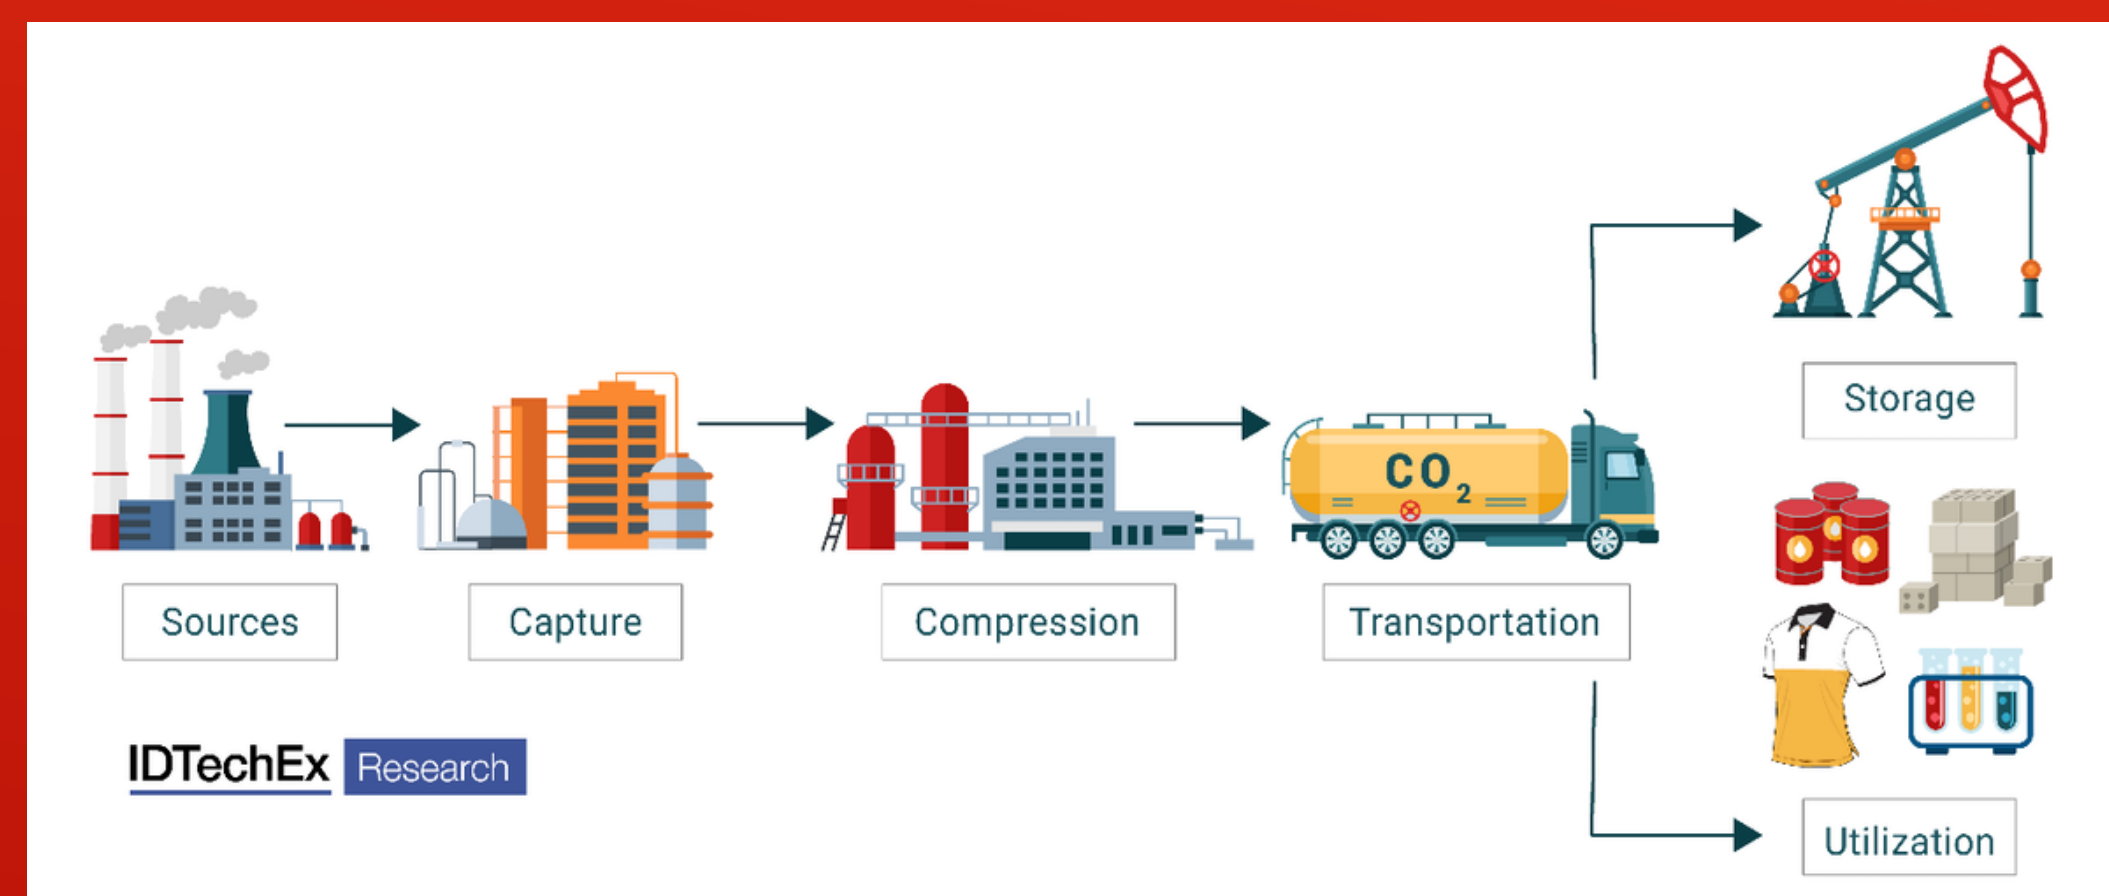 Sources
Capture
Compression
CO2
Transportation
Storage
Utilization
IDTechEx Research